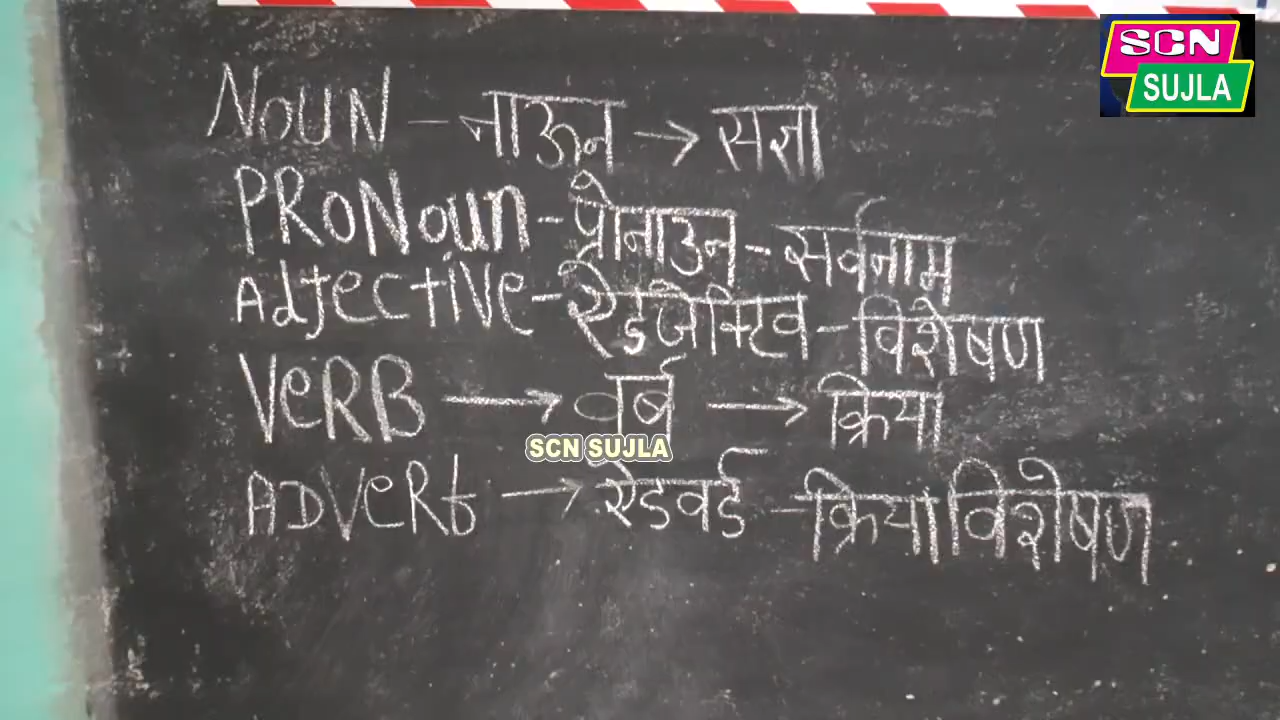 SCN
SUJLA
NOUN - नाऊन → सज्ञा
PRONoun - प्रोनाउन - सर्वनाम
Adjective - ऐडजेक्टिव - विशेषण
VeRB → वर्ब → क्रिया
SCN SUJLA
ADVeRb → ऐडवर्ड - क्रियाविशेषण